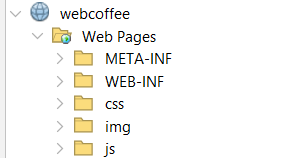 webcoffee
Web Pages
META-INF
WEB-INF
css
img
js